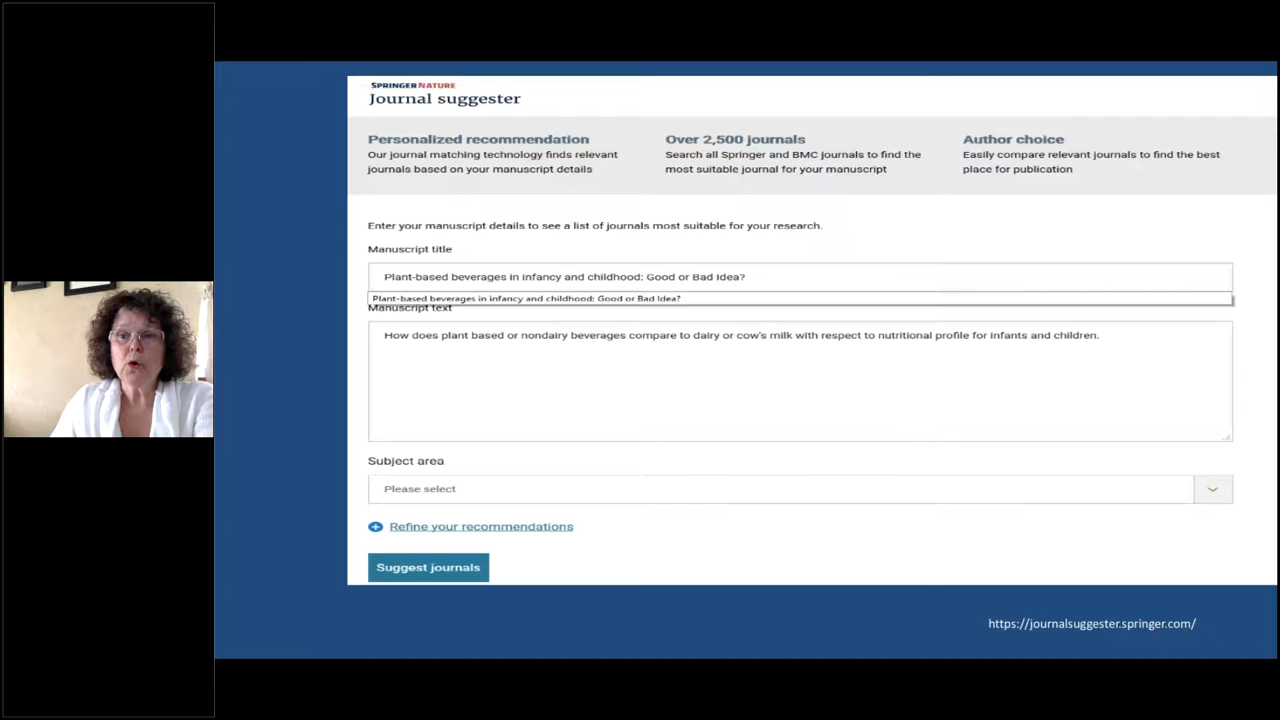 SPRINGER NATURE
Journal suggester
Personalized recommendation
Our journal matching technology finds relevant
journals based on your manuscript details
Over 2,500 journals
Search all Springer and BMC journals to find the
most suitable journal for your manuscript
Author choice
Easily compare relevant journals to find the best
place for publication
Enter your manuscript details to see a list of journals most suitable for your research.
Manuscript title
Plant-based beverages in infancy and childhood: Good or Bad Idea?
Plant-based beverages in infancy and childhood: Good or Bad Idea?
Manuscript text
How does plant based or nondairy beverages compare to dairy or cow's milk with respect to nutritional profile for infants and children.
Subject area
Please select
Refine your recommendations
Suggest journals
https://journalsuggester.springer.com/